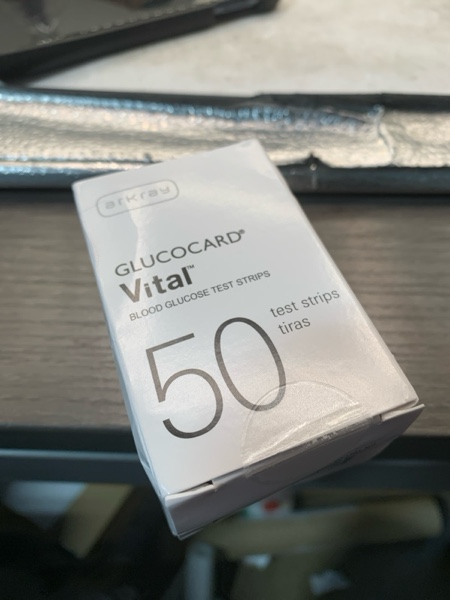 arkray
GLUCOCARD®
Vital™
BLOOD GLUCOSE TEST STRIPS
50
test strips
tiras